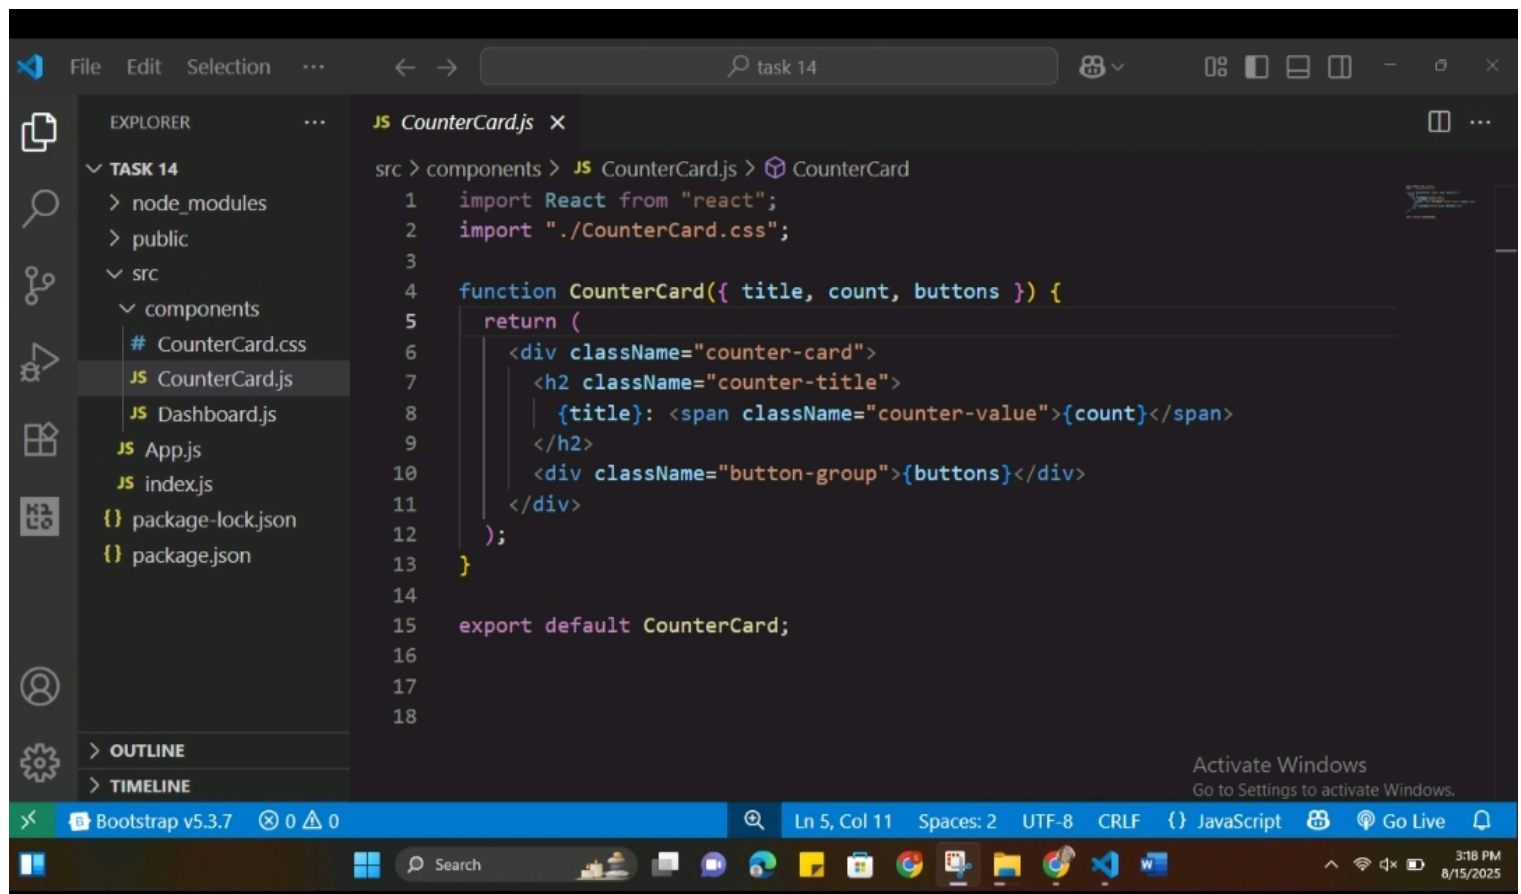 File Edit Selection ··· task 14
EXPLORER ···
JS CounterCard.js ···
TASK 14
node_modules
public
src
components
# CounterCard.css
JS CounterCard.js
JS Dashboard.js
JS App.js
JS index.js
{} package-lock.json
{} package.json
OUTLINE
TIMELINE
src > components > JS CounterCard.js > CounterCard
1 import React from "react";
2 import "./CounterCard.css";
3
4 function CounterCard({ title, count, buttons }) {
5 return (
6 <div className="counter-card">
7 <h2 className="counter-title">
8 {title}: <span className="counter-value">{count}</span>
9 </h2>
10 <div className="button-group">{buttons}</div>
11 </div>
12 );
13 }
14
15 export default CounterCard;
16
17
18
Activate Windows
Go to Settings to activate Windows.
B Bootstrap v5.3.7 0 0 Ln 5, Col 11 Spaces: 2 UTF-8 CRLF {} JavaScript Go Live
Search 3:18 PM
8/15/2025